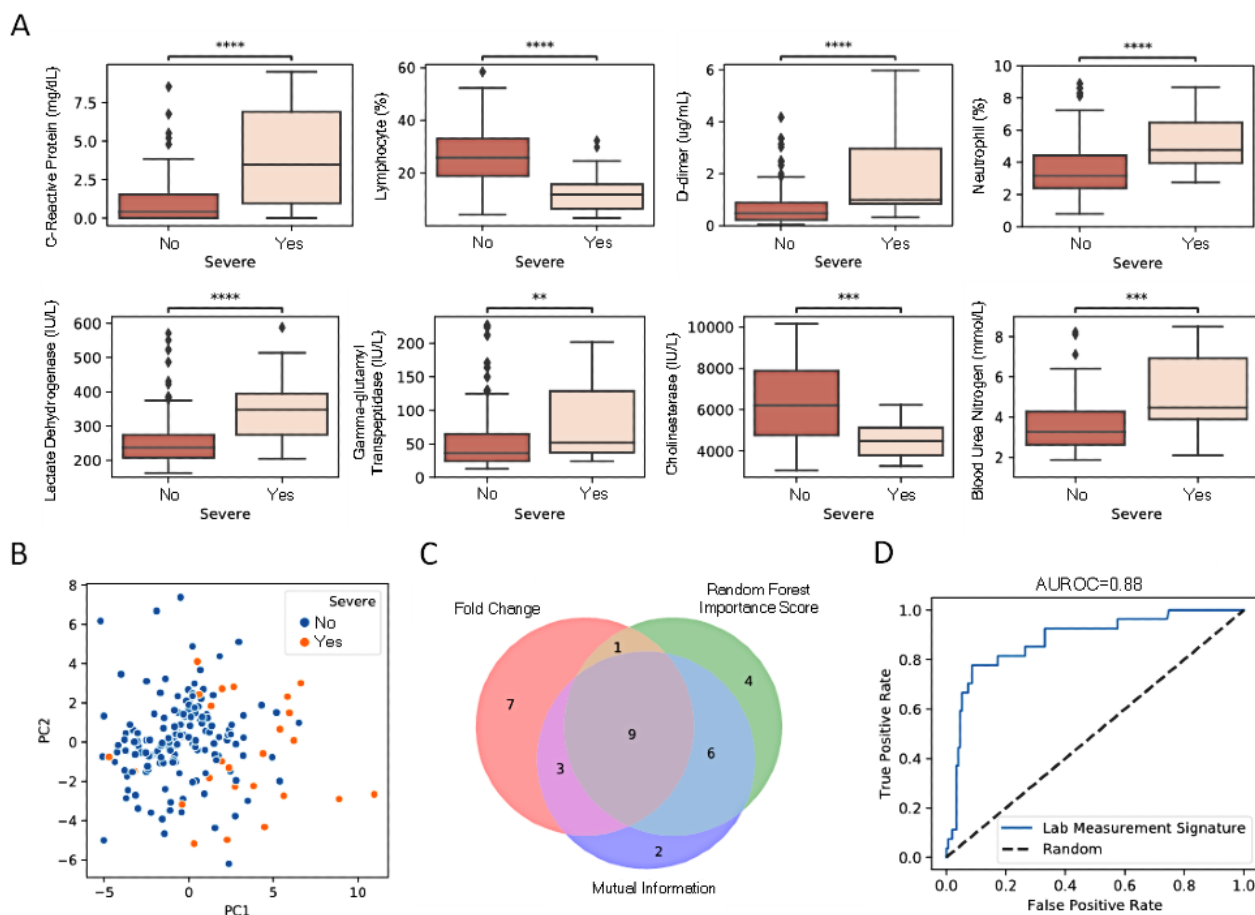 A
****
C-Reactive Protein (mg/dL)
7.5
5.0
2.5
0.0
No
Yes
Severe
****
Lymphocyte (%)
60
40
20
No
Yes
Severe
****
D-dimer (ug/mL)
6
4
2
0
No
Yes
Severe
****
Neutrophil (%)
10
8
6
4
2
0
No
Yes
Severe
****
Lactate Dehydrogenase (IU/L)
600
500
400
300
200
No
Yes
Severe
**
Gamma-glutamyl
Transpeptidase (IU/L)
250
200
150
100
50
0
No
Yes
Severe
***
Cholinesterase (IU/L)
10000
8000
6000
4000
No
Yes
Severe
***
Blood Urea Nitrogen (mmol/L)
8
6
4
2
No
Yes
Severe
B
PC2
8
6
4
2
0
−2
−4
−6
−5
0
5
10
PC1
Severe
No
Yes
C
Fold Change
Random Forest
Importance Score
1
7
4
9
3
6
2
Mutual Information
D
AUROC=0.88
True Positive Rate
1.0
0.8
0.6
0.4
0.2
0.0
Lab Measurement Signature
Random
0.0
0.2
0.4
0.6
0.8
1.0
False Positive Rate